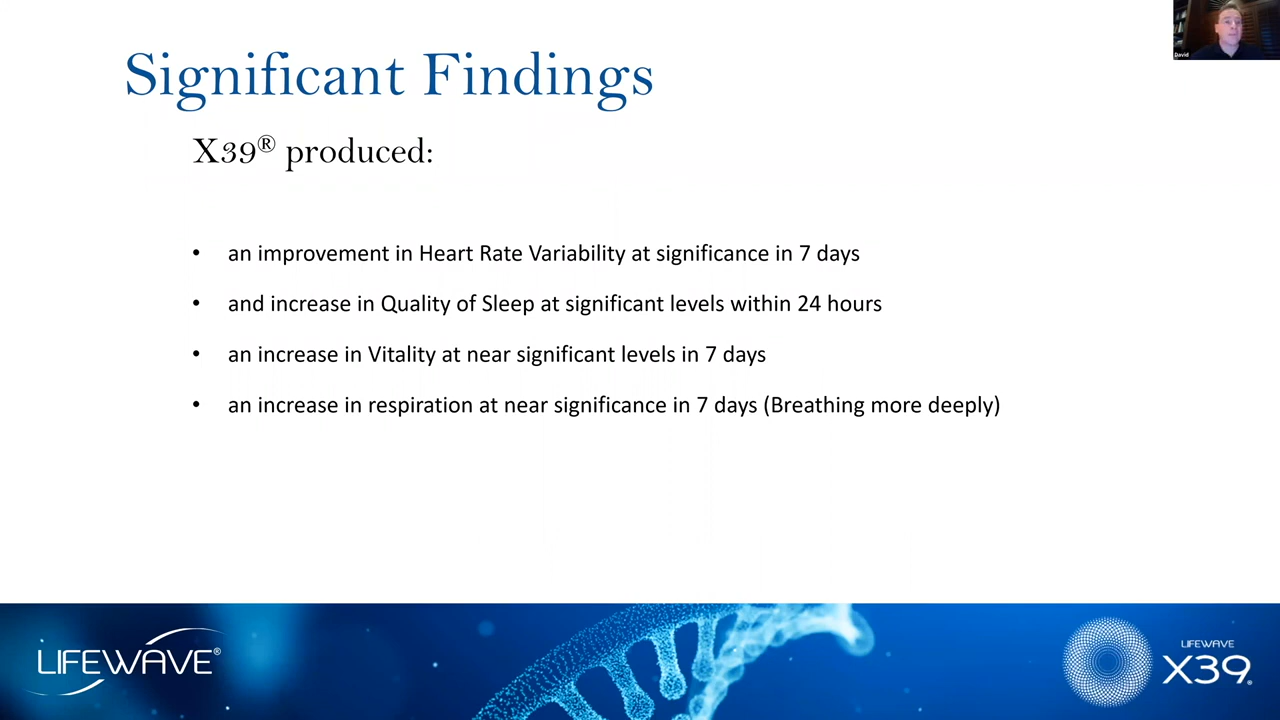 David
Significant Findings
X39® produced:
• an improvement in Heart Rate Variability at significance in 7 days
• and increase in Quality of Sleep at significant levels within 24 hours
• an increase in Vitality at near significant levels in 7 days
• an increase in respiration at near significance in 7 days (Breathing more deeply)
LIFEWAVE®
LIFEWAVE
X39®